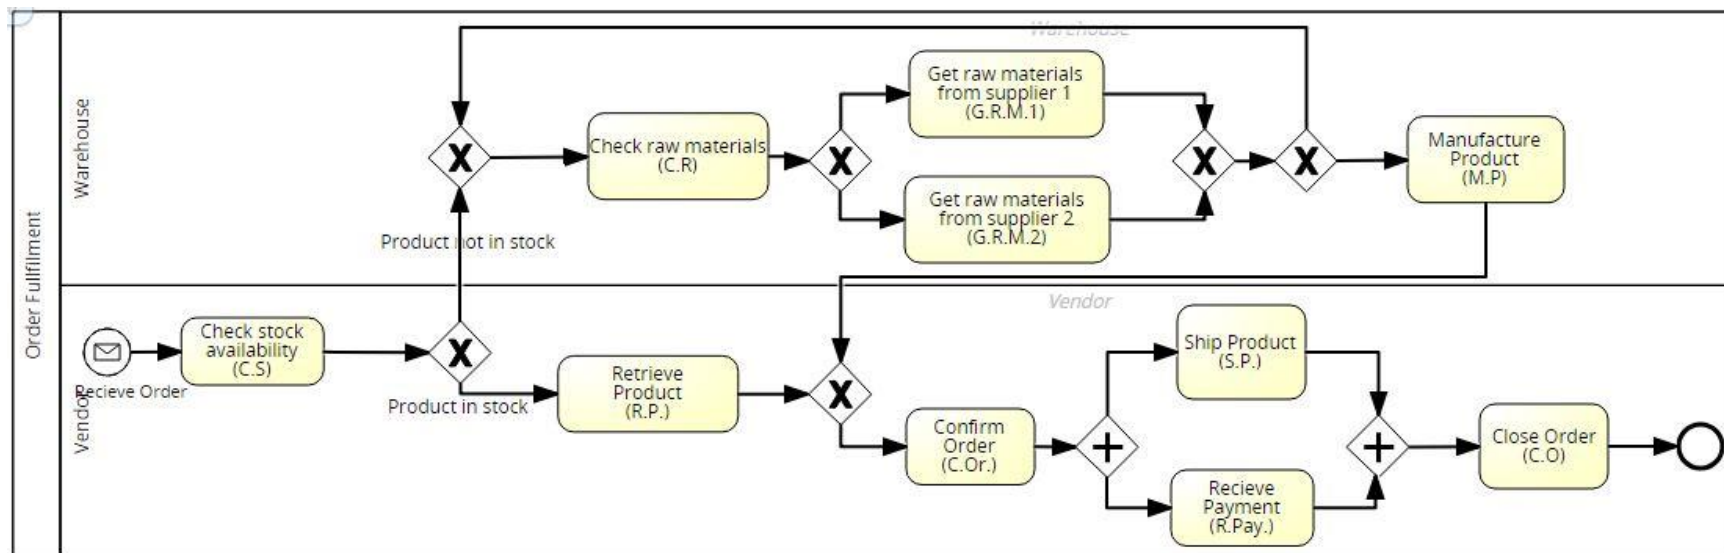 Order Fullfilment
Warehouse
Warehouse
Get raw materials
from supplier 1
(G.R.M.1)
Check raw materials
(C.R)
Manufacture
Product
(M.P)
Get raw materials
from supplier 2
(G.R.M.2)
Product not in stock
Vendor
Vendor
Recieve Order
Check stock
availability
(C.S)
Product in stock
Retrieve
Product
(R.P.)
Confirm
Order
(C.Or.)
Ship Product
(S.P.)
Recieve
Payment
(R.Pay.)
Close Order
(C.O)